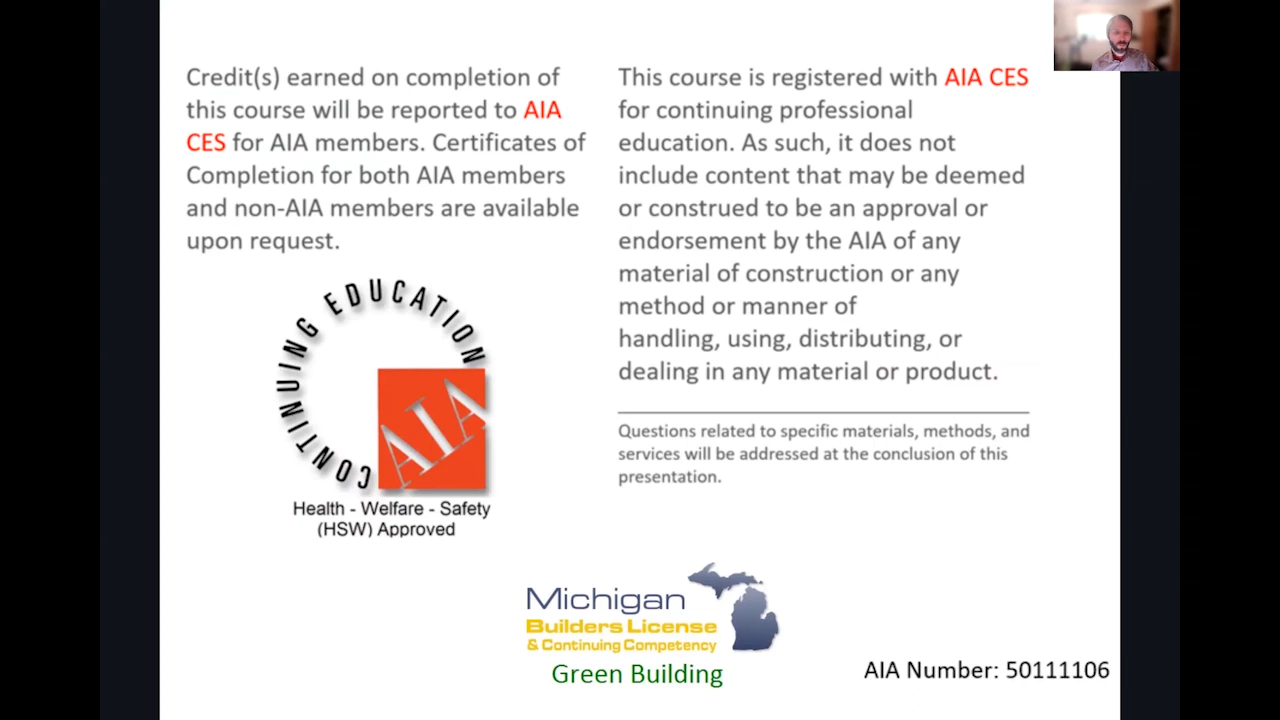 Credit(s) earned on completion of
this course will be reported to AIA
CES for AIA members. Certificates of
Completion for both AIA members
and non-AIA members are available
upon request.
CONTINUING EDUCATION
AIA
Health - Welfare - Safety
(HSW) Approved
This course is registered with AIA CES
for continuing professional
education. As such, it does not
include content that may be deemed
or construed to be an approval or
endorsement by the AIA of any
material of construction or any
method or manner of
handling, using, distributing, or
dealing in any material or product.
Questions related to specific materials, methods, and
services will be addressed at the conclusion of this
presentation.
Michigan
Builders License
& Continuing Competency
Green Building
AIA Number: 50111106